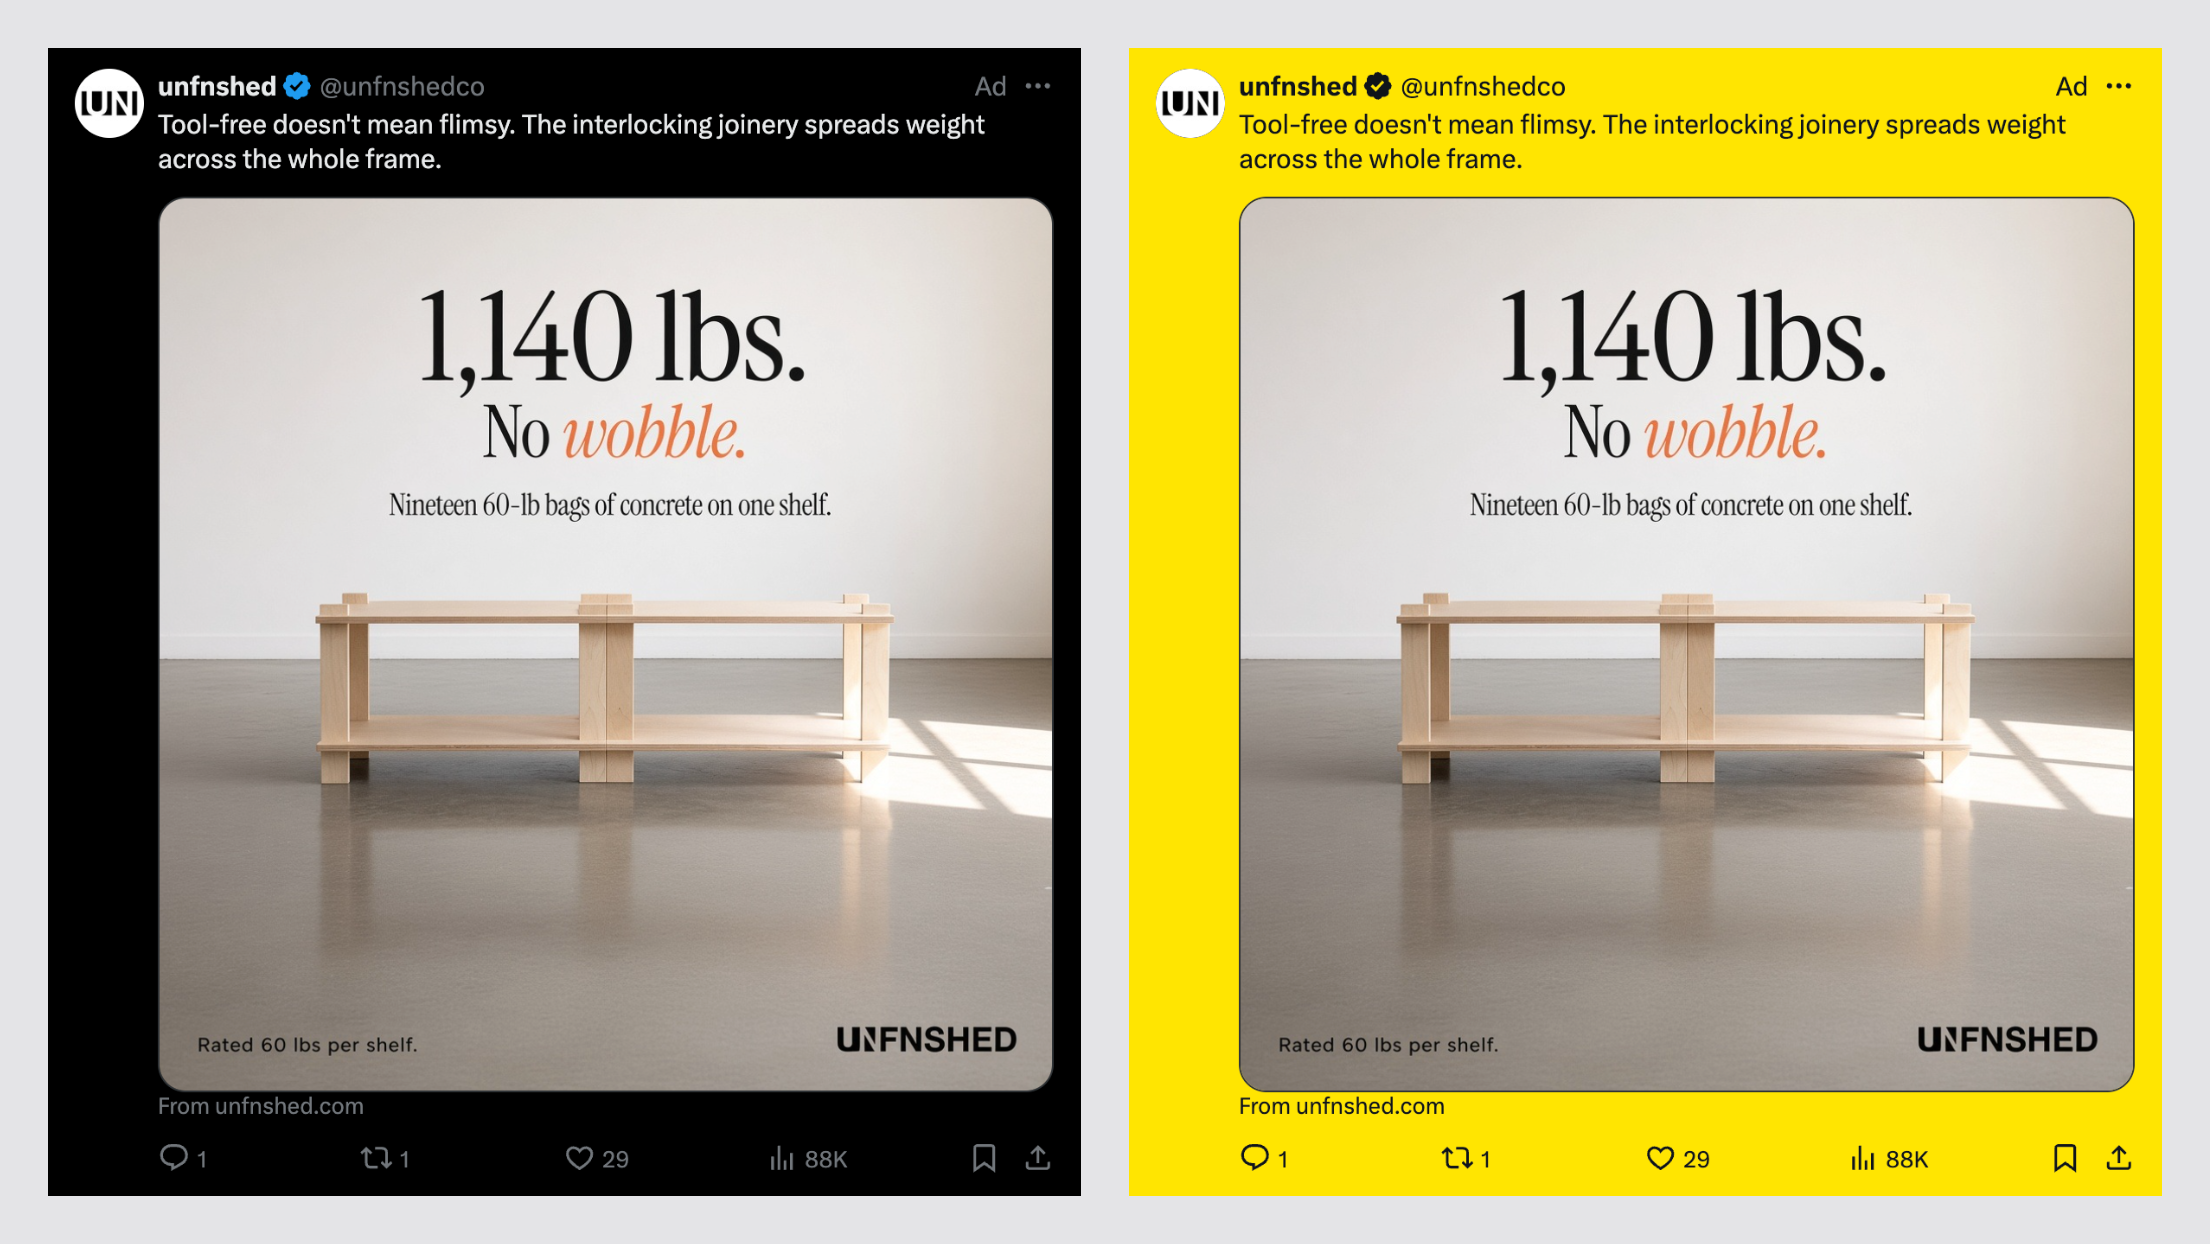 UN
unfnshed @unfnshedco Ad
Tool-free doesn't mean flimsy. The interlocking joinery spreads weight
across the whole frame.
1,140 lbs.
No wobble.
Nineteen 60-lb bags of concrete on one shelf.
Rated 60 lbs per shelf.
UNFNSHED
From unfnshed.com
1 1 29 88K
UN
unfnshed @unfnshedco Ad
Tool-free doesn't mean flimsy. The interlocking joinery spreads weight
across the whole frame.
1,140 lbs.
No wobble.
Nineteen 60-lb bags of concrete on one shelf.
Rated 60 lbs per shelf.
UNFNSHED
From unfnshed.com
1 1 29 88K